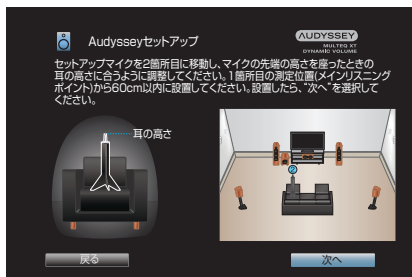 Audysseyセットアップ
AUDYSSEY
MULTEQ XT
DYNAMIC VOLUME
セットアップマイクを2箇所目に移動し、マイクの先端の高さを座ったときの
耳の高さに合うように調整してください。1箇所目の測定位置(メインリスニング
ポイント)から60cm以内に設置してください。設置したら、"次へ"を選択して
ください。
耳の高さ
戻る
次へ